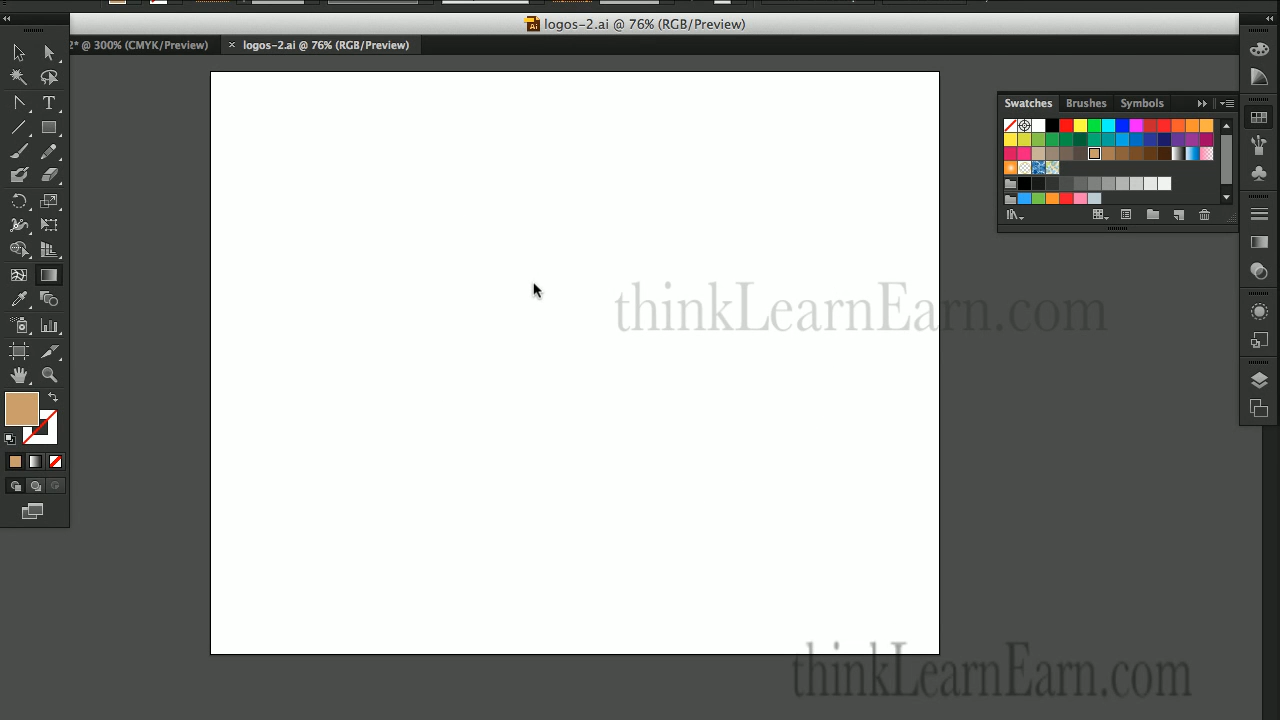 logos-2.ai @ 76% (RGB/Preview)
2* @ 300% (CMYK/Preview)
× logos-2.ai @ 76% (RGB/Preview)
Swatches Brushes Symbols
thinkLearnEarn.com
thinkLearnEarn.com